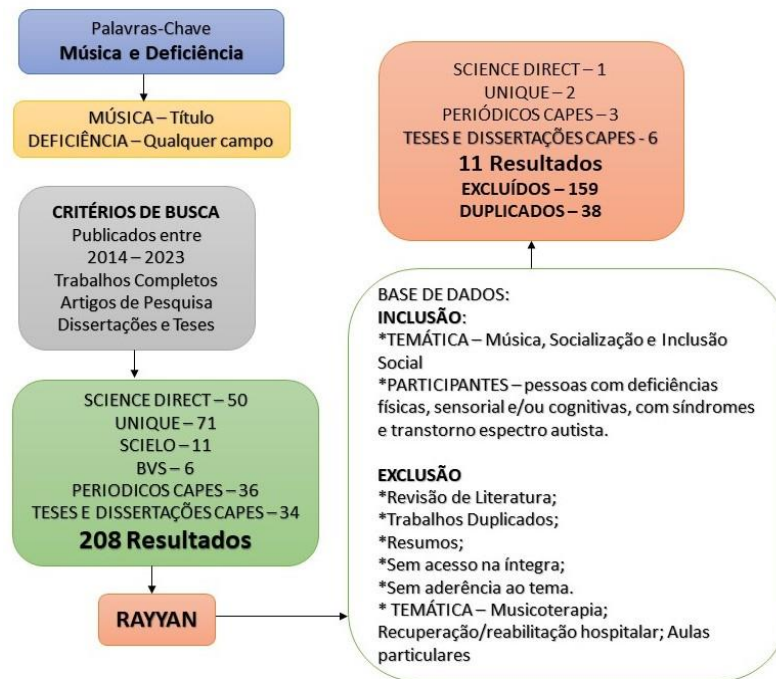 Palavras-Chave
Música e Deficiência
MÚSICA – Título
DEFICIÊNCIA – Qualquer campo
CRITÉRIOS DE BUSCA
Publicados entre
2014 – 2023
Trabalhos Completos
Artigos de Pesquisa
Dissertações e Teses
SCIENCE DIRECT – 50
UNIQUE – 71
SCIELO – 11
BVS – 6
PERIODICOS CAPES – 36
TESES E DISSERTAÇÕES CAPES – 34
208 Resultados
RAYYAN
BASE DE DADOS:
INCLUSÃO:
*TEMÁTICA – Música, Socialização e Inclusão
Social
*PARTICIPANTES – pessoas com deficiências
físicas, sensorial e/ou cognitivas, com síndromes
e transtorno espectro autista.
EXCLUSÃO
*Revisão de Literatura;
*Trabalhos Duplicados;
*Resumos;
*Sem acesso na íntegra;
*Sem aderência ao tema.
* TEMÁTICA – Musicoterapia;
Recuperação/reabilitação hospitalar; Aulas
particulares
SCIENCE DIRECT – 1
UNIQUE – 2
PERIÓDICOS CAPES – 3
TESES E DISSERTAÇÕES CAPES - 6
11 Resultados
EXCLUÍDOS – 159
DUPLICADOS – 38